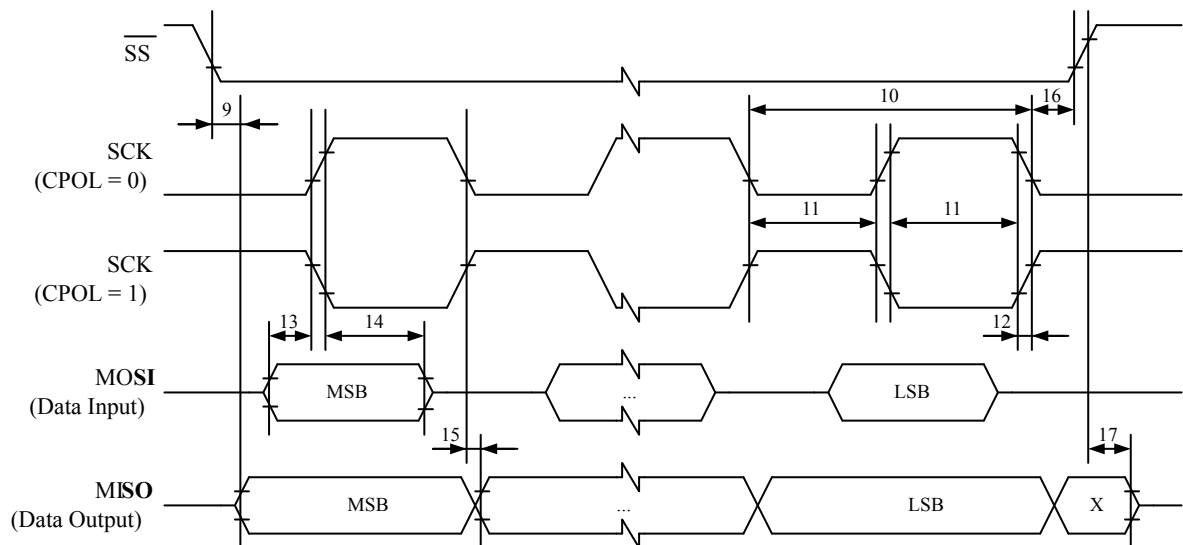 SS
9
10
16
SCK
(CPOL = 0)
11
11
SCK
(CPOL = 1)
13
14
12
MOSI
(Data Input)
MSB
...
LSB
15
17
MISO
(Data Output)
MSB
...
LSB
X